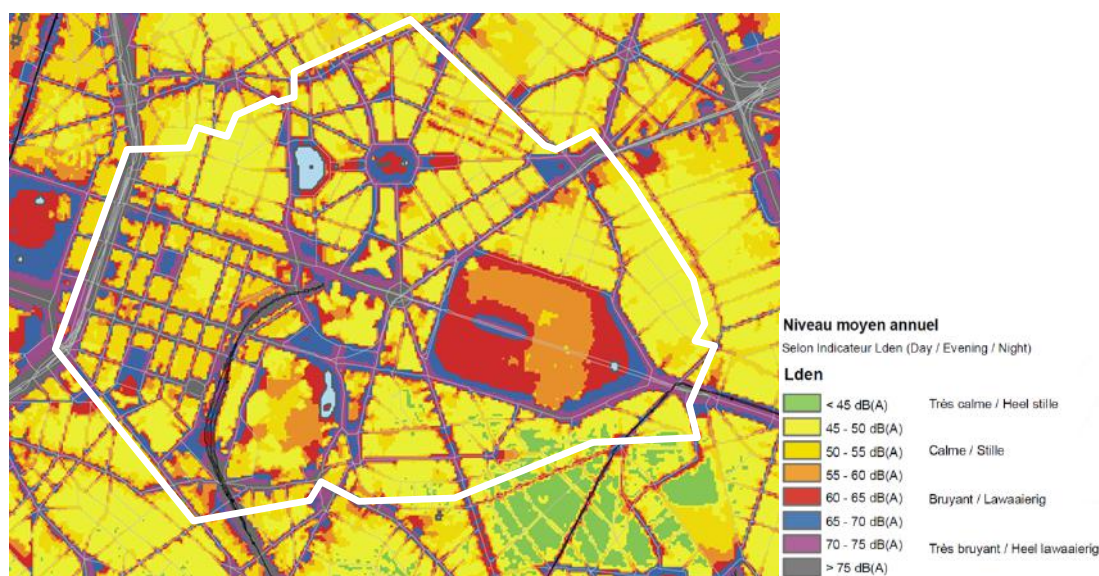 Niveau moyen annuel
Selon Indicateur Lden (Day / Evening / Night)
Lden
< 45 dB(A) Très calme / Heel stille
45 - 50 dB(A)
50 - 55 dB(A) Calme / Stille
55 - 60 dB(A)
60 - 65 dB(A) Bruyant / Lawaaierig
65 - 70 dB(A)
70 - 75 dB(A) Très bruyant / Heel lawaaierig
> 75 dB(A)